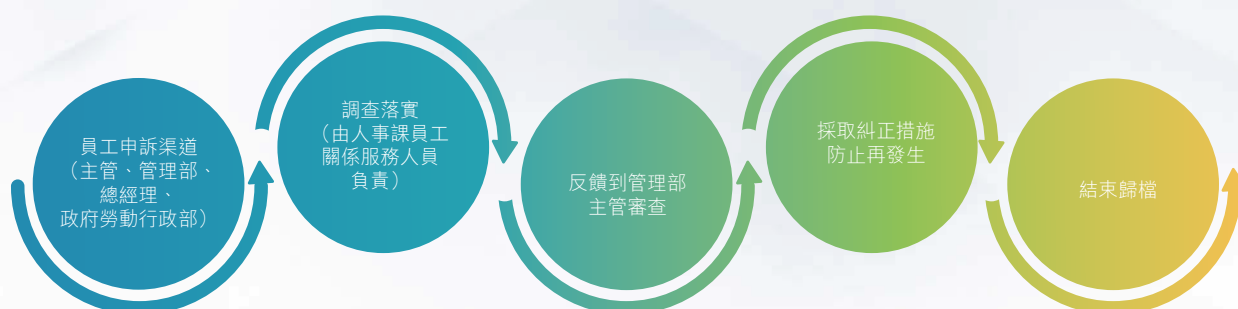 員工申訴渠道
（主管、管理部、
總經理、
政府勞動行政部）
調查落實
（由人事課員工
關係服務人員
負責）
反饋到管理部
主管審查
採取糾正措施
防止再發生
結束歸檔